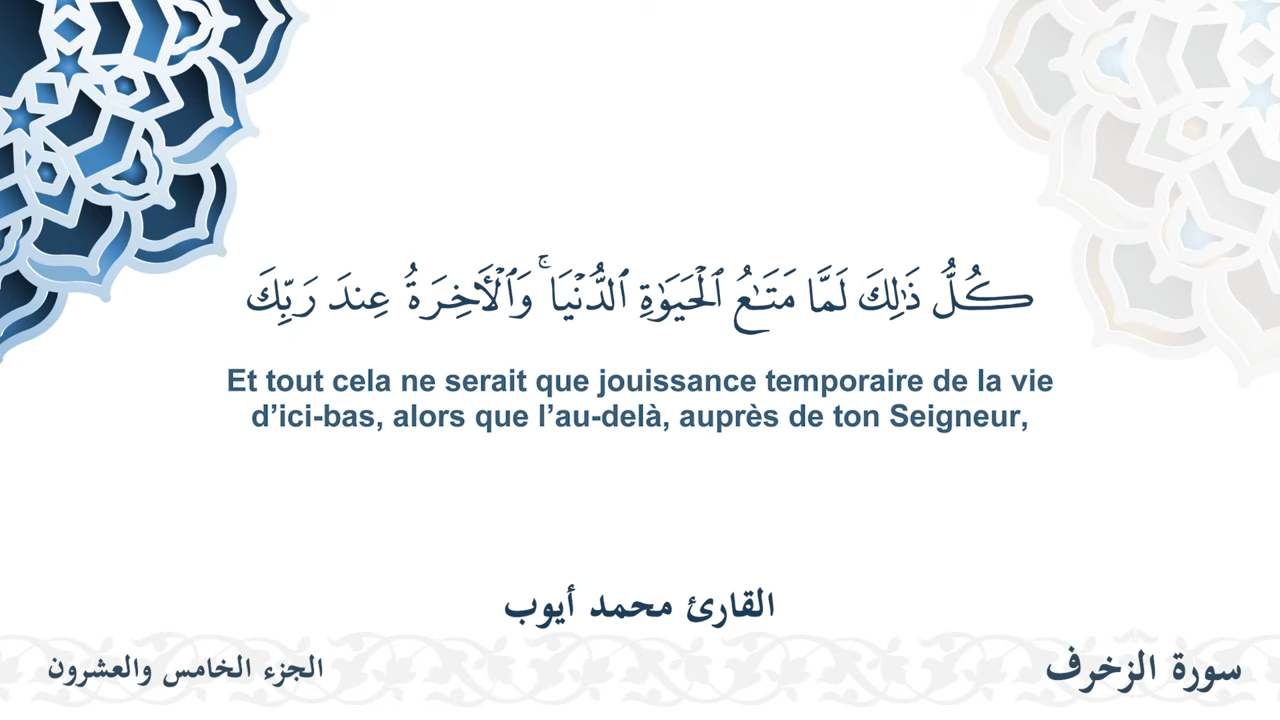 كُلُّ ذَٰلِكَ لَمَّا مَتَـٰعُ ٱلْحَيَوٰةِ ٱلدُّنْيَا ۚ وَٱلْـَٔاخِرَةُ عِندَ رَبِّكَ
Et tout cela ne serait que jouissance temporaire de la vie
d’ici-bas, alors que l’au-delà, auprès de ton Seigneur,
القارئ محمد أيوب
سورة الزخرف
الجزء الخامس والعشرون